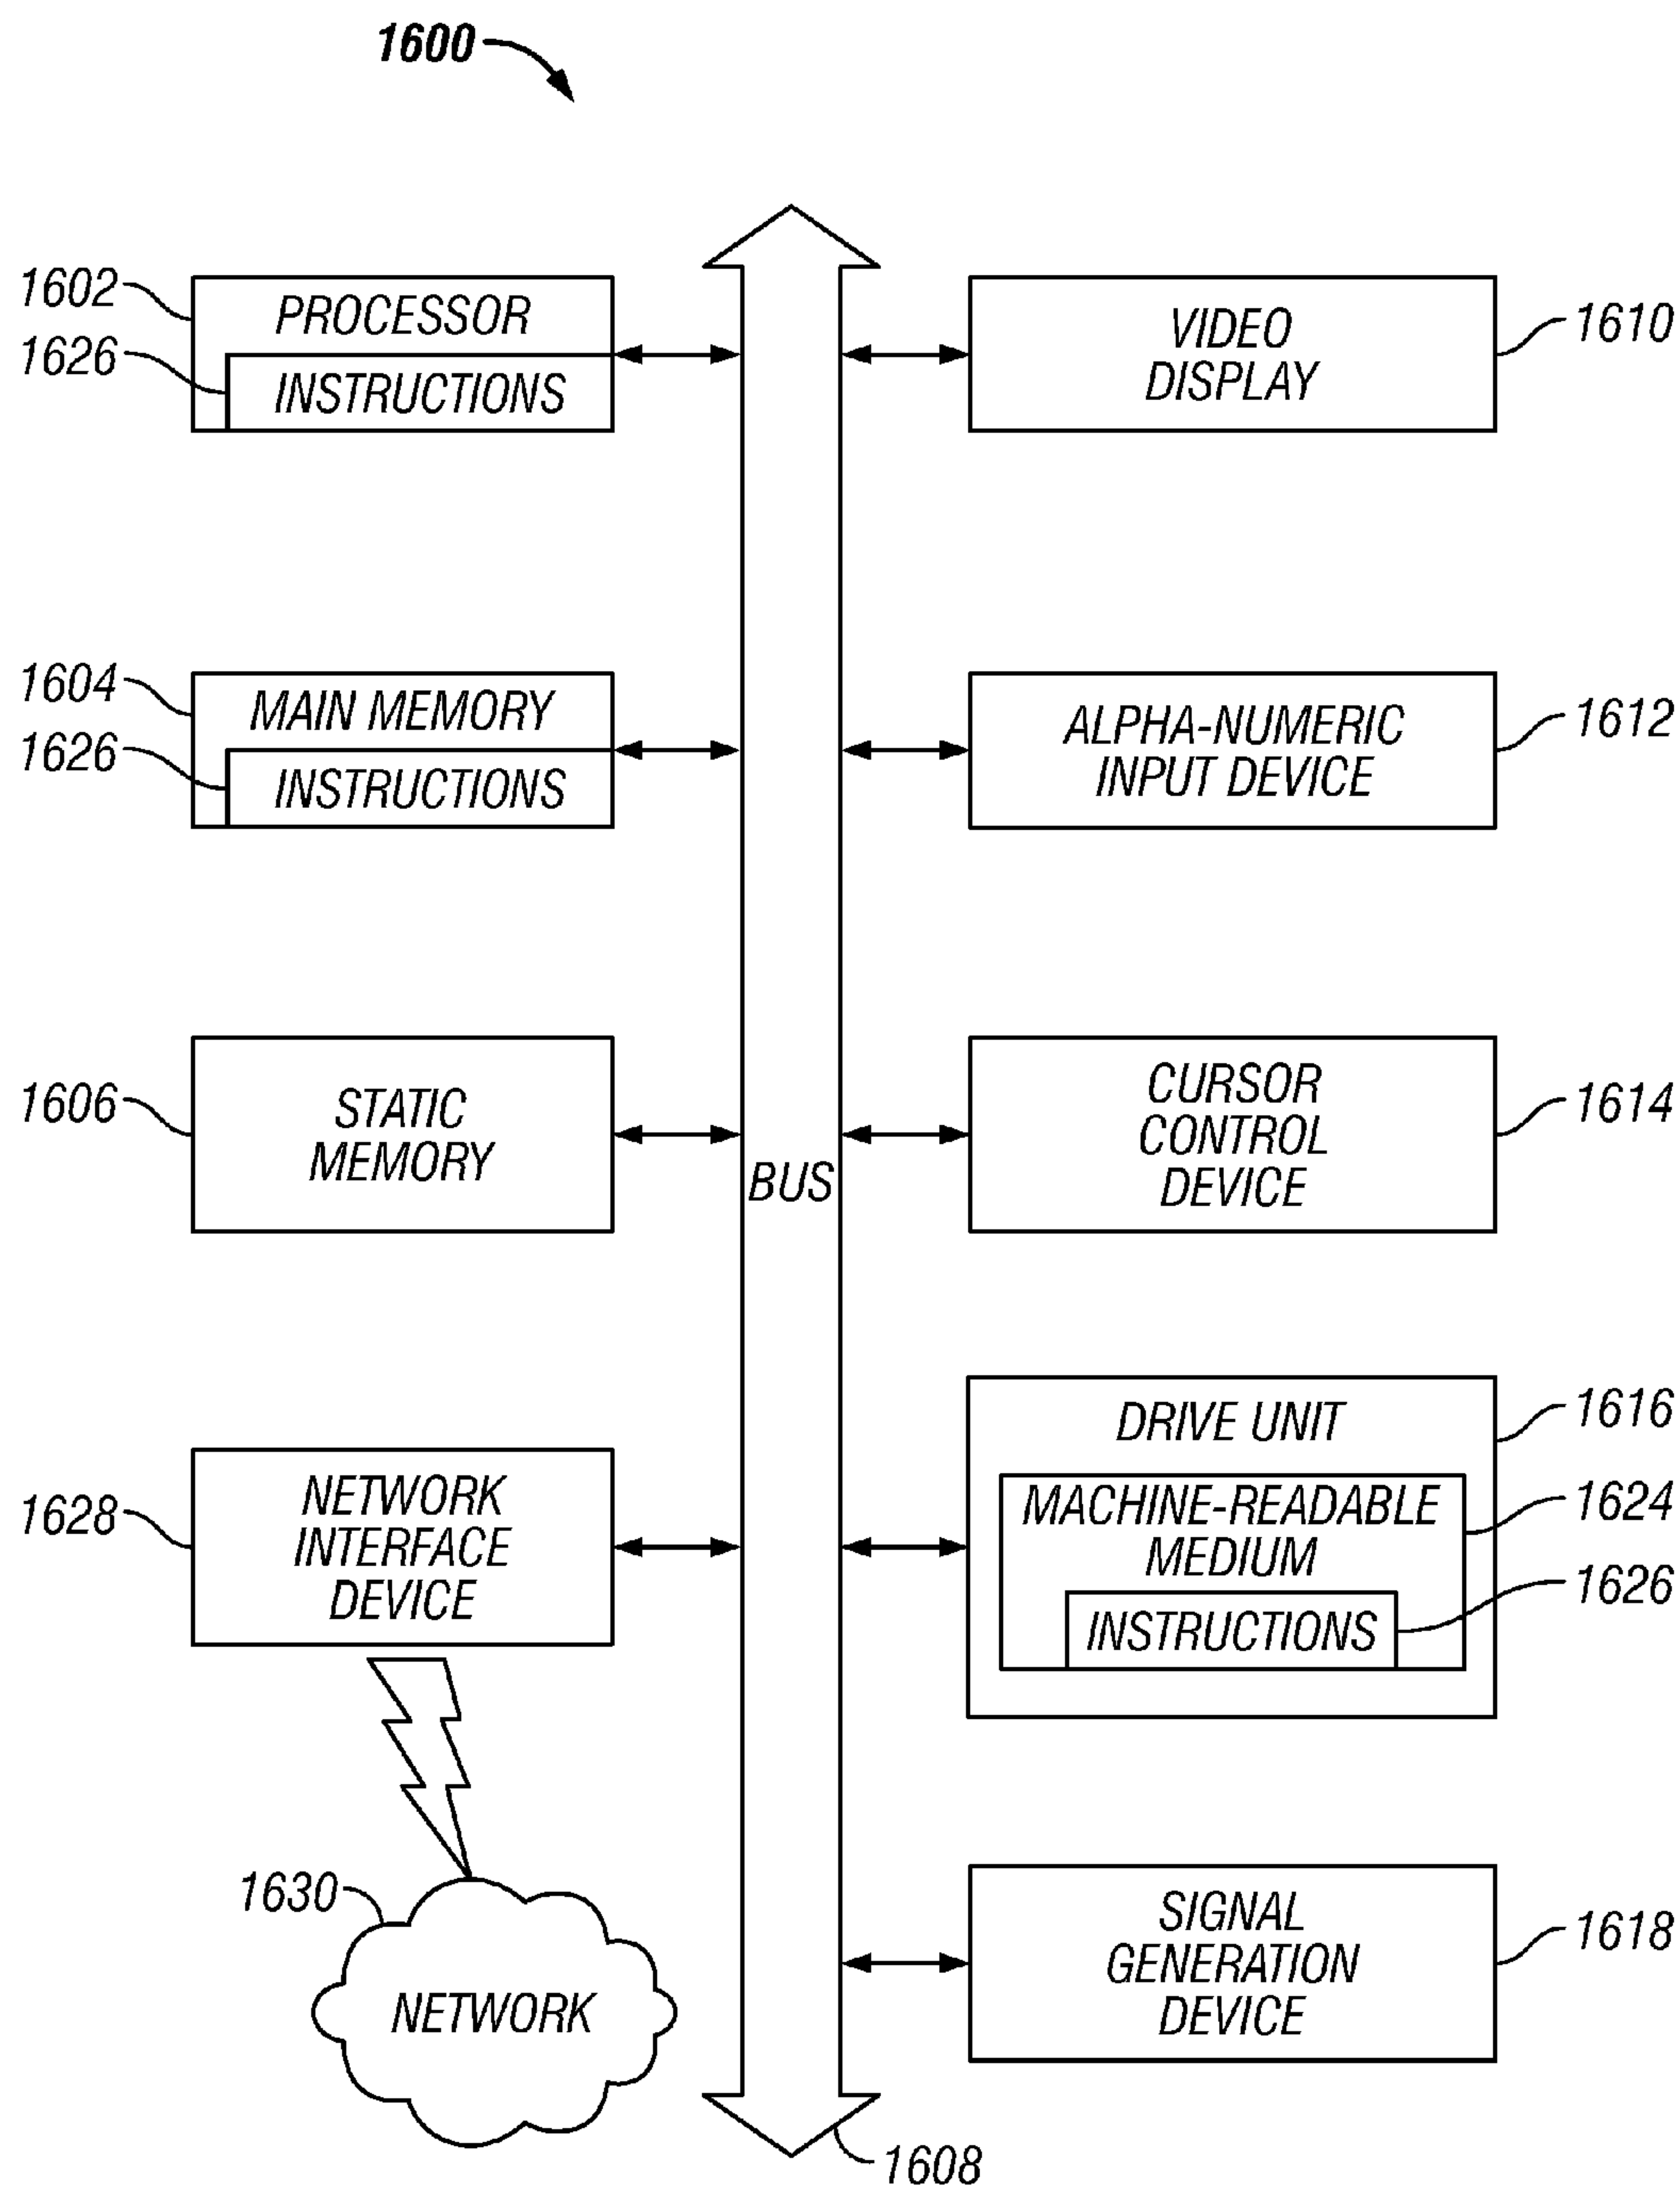 1600
1602
PROCESSOR
1626
INSTRUCTIONS
VIDEO
DISPLAY
1610
1604
MAIN MEMORY
1626
INSTRUCTIONS
ALPHA-NUMERIC
INPUT DEVICE
1612
1606
STATIC
MEMORY
BUS
CURSOR
CONTROL
DEVICE
1614
1628
NETWORK
INTERFACE
DEVICE
DRIVE UNIT
1616
MACHINE-READABLE
MEDIUM
1624
INSTRUCTIONS
1626
1630
NETWORK
SIGNAL
GENERATION
DEVICE
1618
1608